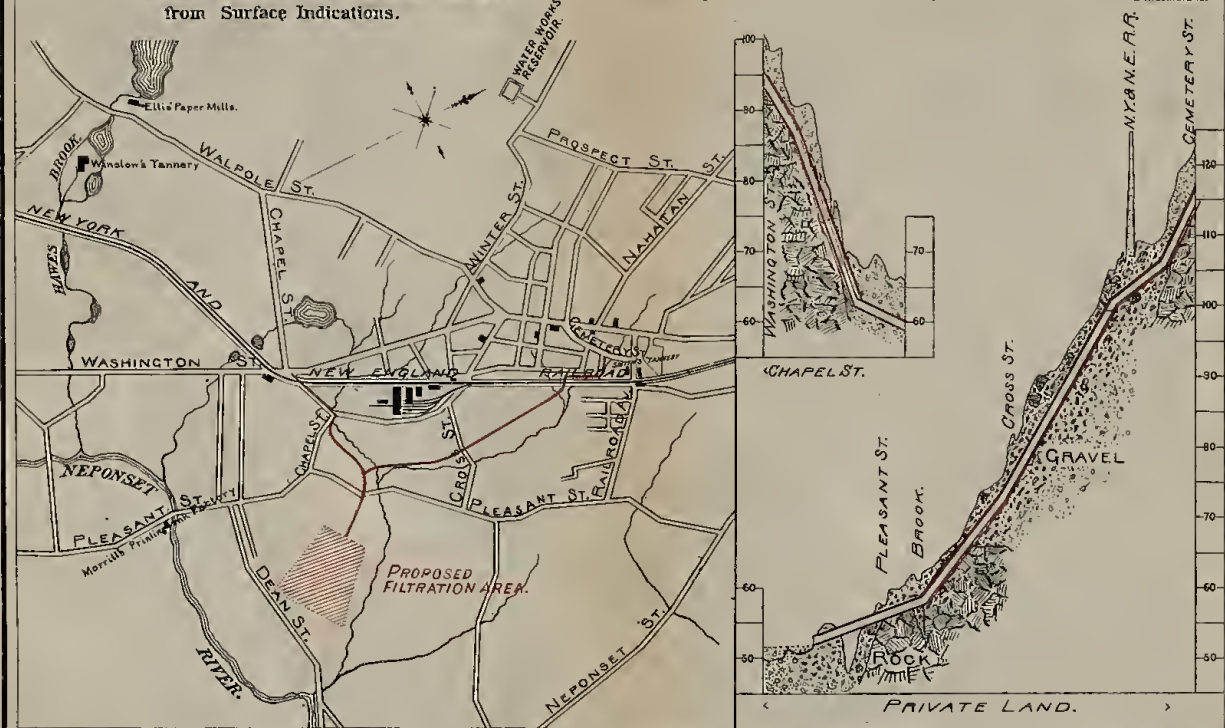 from Surface Indications.
WATER WORKS
RESERVOIR.
Ellis' Paper Mills.
BROOK.
Winslow's Tannery
WALPOLE ST.
PROSPECT ST.
NEW YORK
AND
CHAPEL ST.
WINTER ST.
NAHATAN ST.
HAWES
CEMETERY ST.
SMITH'S TANNERY
WASHINGTON ST.
NEW ENGLAND
RAILROAD
CHAPEL ST.
CROSS ST.
RAILROAD AV.
NEPONSET
PLEASANT ST.
PLEASANT ST.
Morrill's Printing Ink Factory
DEAN ST.
PROPOSED
FILTRATION AREA.
RIVER.
NEPONSET ST.
100
90
80
70
60
WASHINGTON ST.
70
60
CHAPEL ST.
N.Y. & N.E. R.R.
CEMETERY ST.
120
110
100
90
80
70
60
50
CROSS ST.
GRAVEL
PLEASANT ST.
BROOK.
60
50
ROCK
PRIVATE LAND.